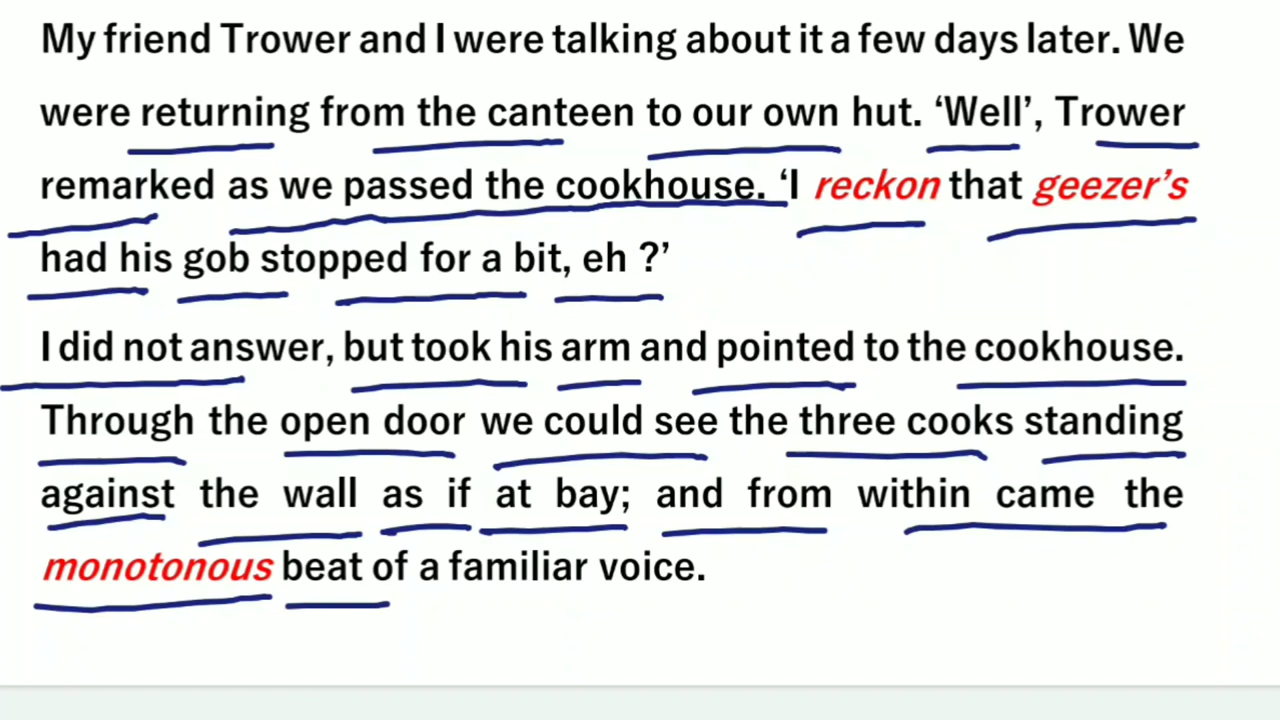 My friend Trower and I were talking about it a few days later. We
were returning from the canteen to our own hut. ‘Well’, Trower
remarked as we passed the cookhouse. ‘I reckon that geezer’s
had his gob stopped for a bit, eh ?’
I did not answer, but took his arm and pointed to the cookhouse.
Through the open door we could see the three cooks standing
against the wall as if at bay; and from within came the
monotonous beat of a familiar voice.